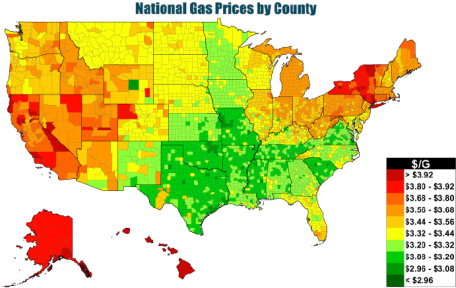 National Gas Prices by County
$/G
> $3.92
$3.80 - $3.92
$3.68 - $3.80
$3.56 - $3.68
$3.44 - $3.56
$3.32 - $3.44
$3.20 - $3.32
$3.08 - $3.20
$2.96 - $3.08
< $2.96